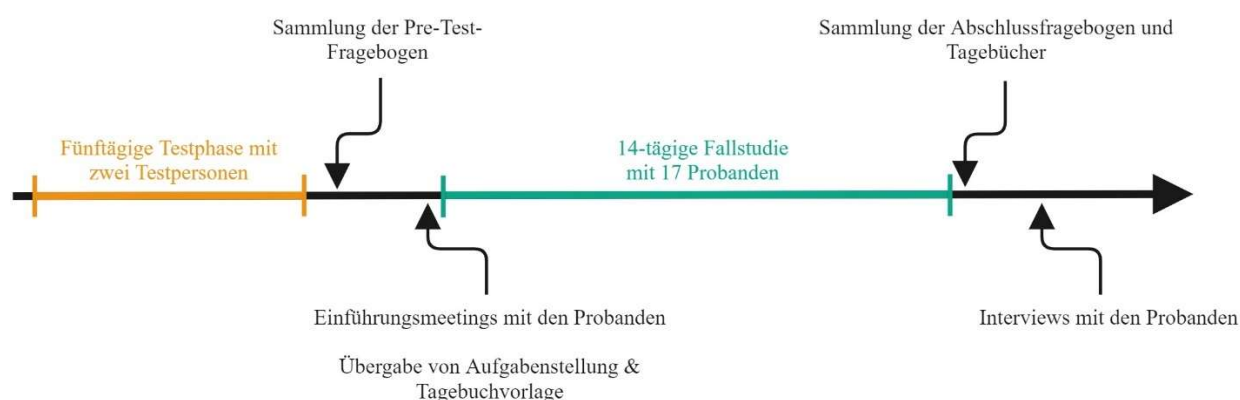 Sammlung der Pre-Test-
Fragebogen
Sammlung der Abschlussfragebogen und
Tagebücher
Fünftägige Testphase mit
zwei Testpersonen
14-tägige Fallstudie
mit 17 Probanden
Einführungsmeetings mit den Probanden
Übergabe von Aufgabenstellung &
Tagebuchvorlage
Interviews mit den Probanden